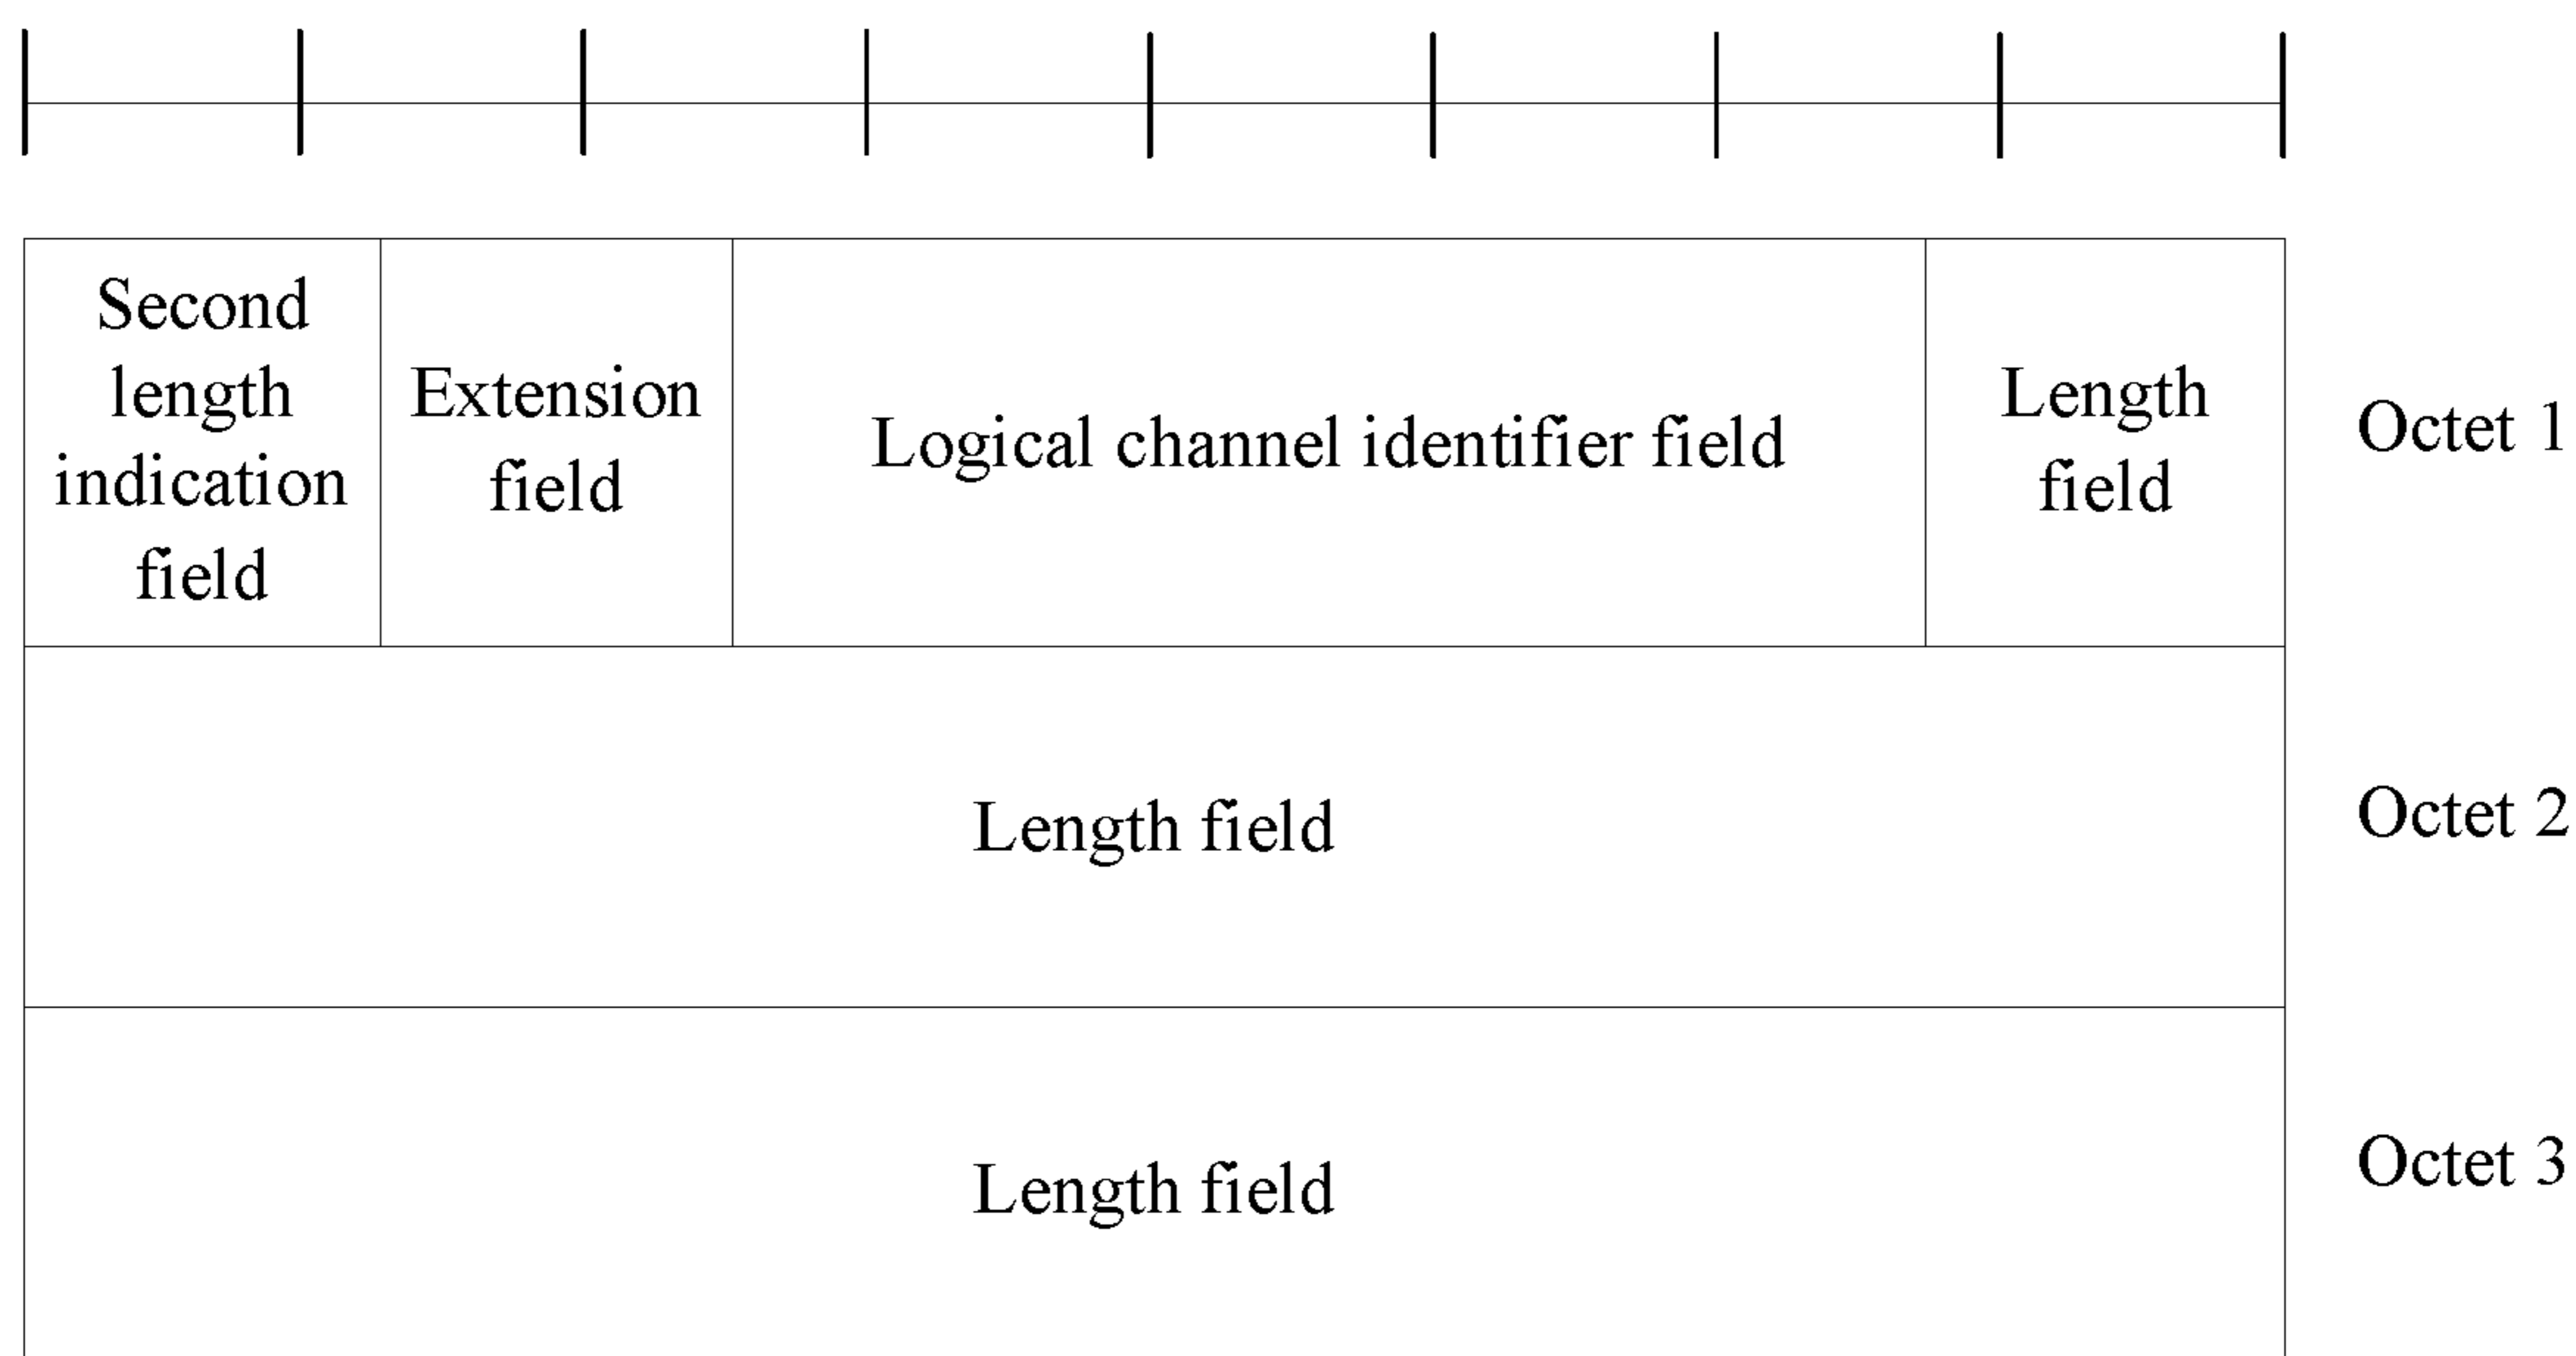 Second
length
indication
field
Extension
field
Logical channel identifier field
Length
field
Octet 1
Length field
Octet 2
Length field
Octet 3